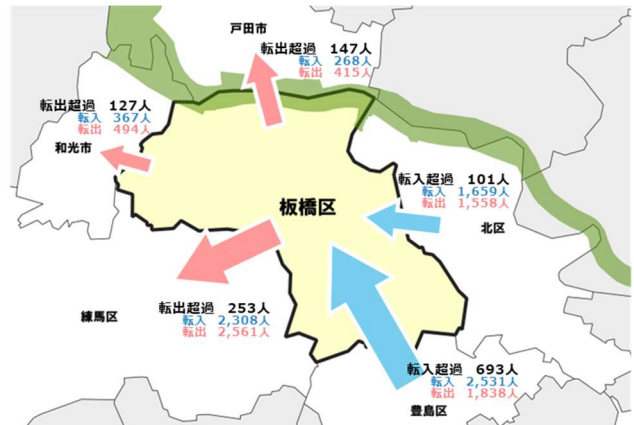 戸田市
転出超過 147人
転入 268人
転出 415人
転出超過 127人
転入 367人
転出 494人
和光市
転入超過 101人
転入 1,659人
転出 1,558人
板橋区
北区
転出超過 253人
転入 2,308人
転出 2,561人
練馬区
転入超過 693人
転入 2,531人
転出 1,838人
豊島区